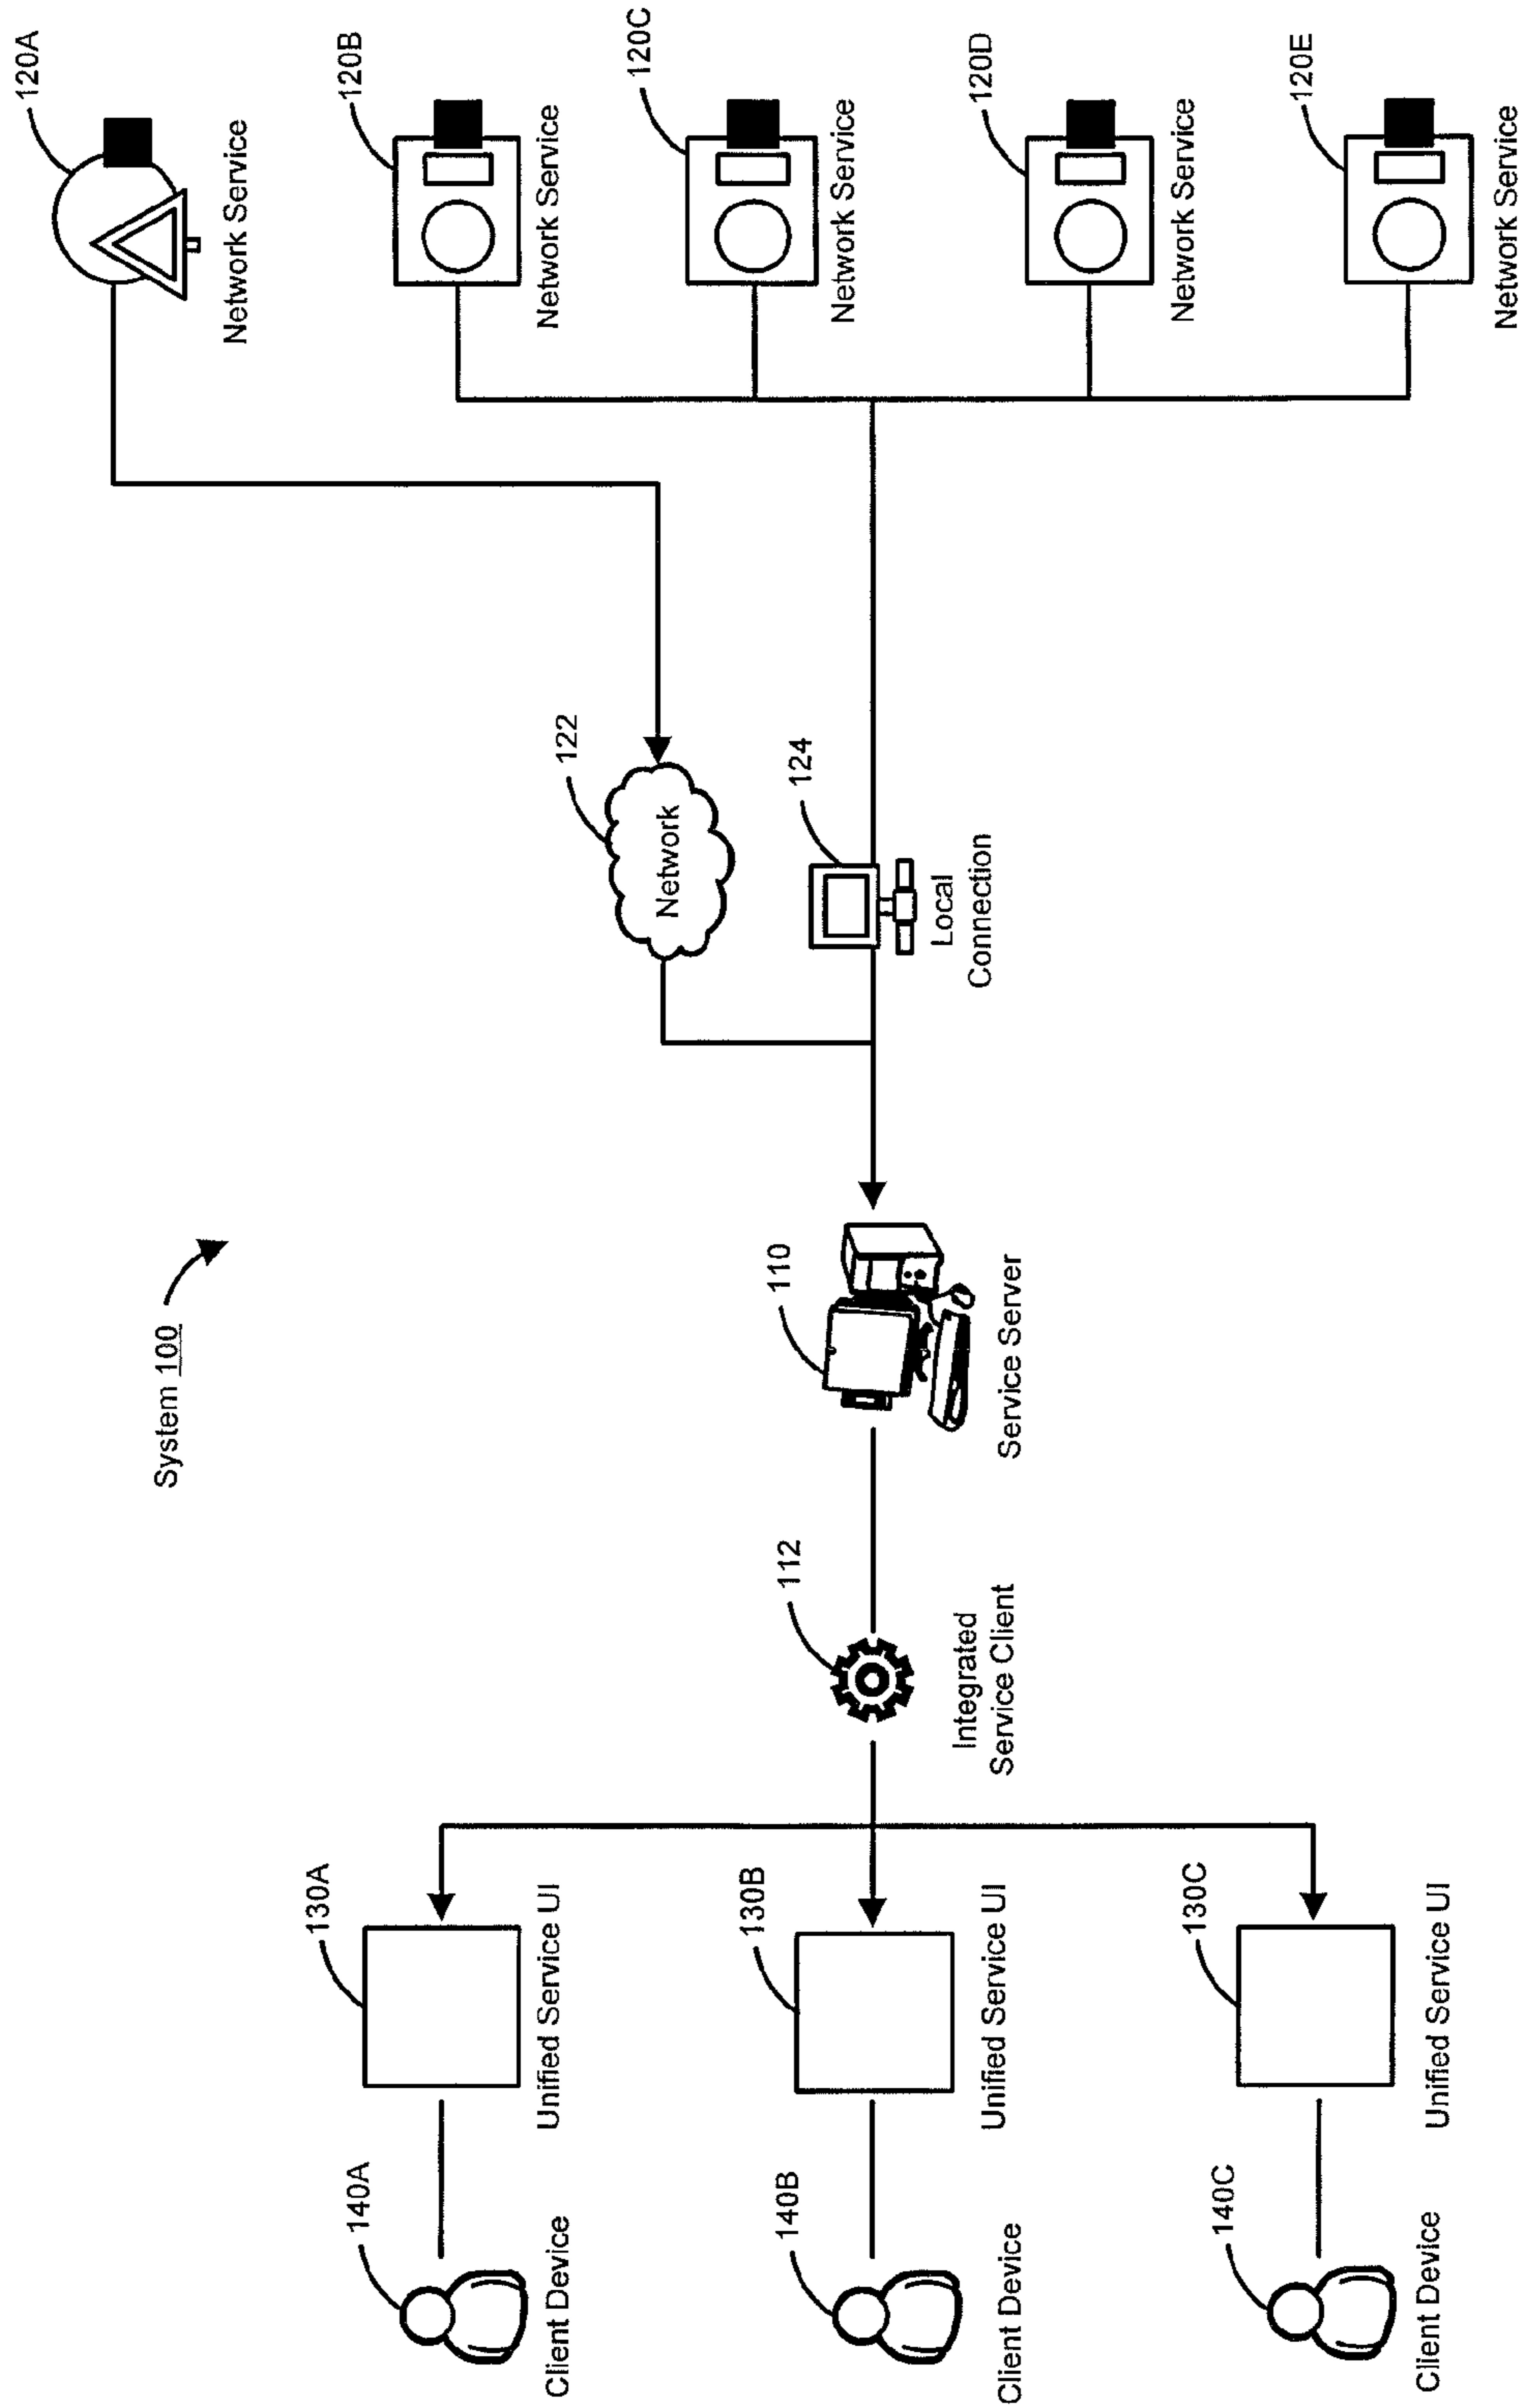 System 100
140A
Client Device
130A
Unified Service UI
140B
Client Device
130B
Unified Service UI
140C
Client Device
130C
Unified Service UI
112
Integrated
Service Client
110
Service Server
122
Network
124
Local
Connection
120A
Network Service
120B
Network Service
120C
Network Service
120D
Network Service
120E
Network Service